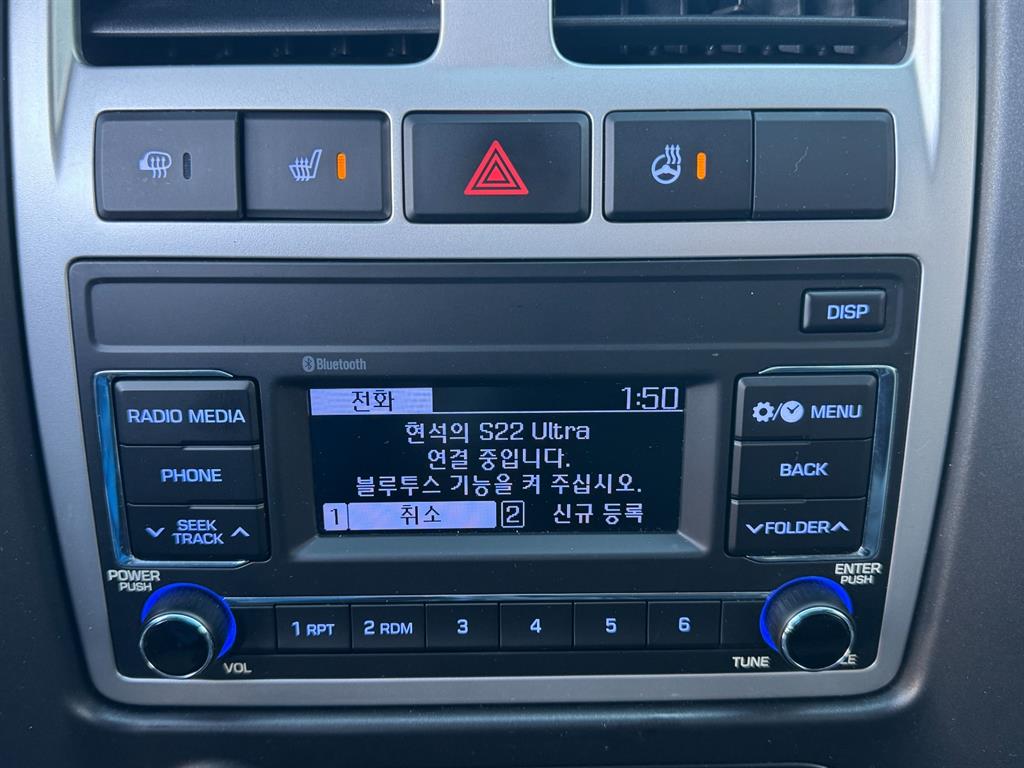 DISP
Bluetooth
전화 1:50
현석의 S22 Ultra
연결 중입니다.
블루투스 기능을 켜 주십시오.
1 취소 2 신규 등록
RADIO MEDIA
PHONE
SEEK
TRACK
/ MENU
BACK
FOLDER
POWER
PUSH
VOL
1 RPT 2 RDM 3 4 5 6
ENTER
PUSH
TUNE